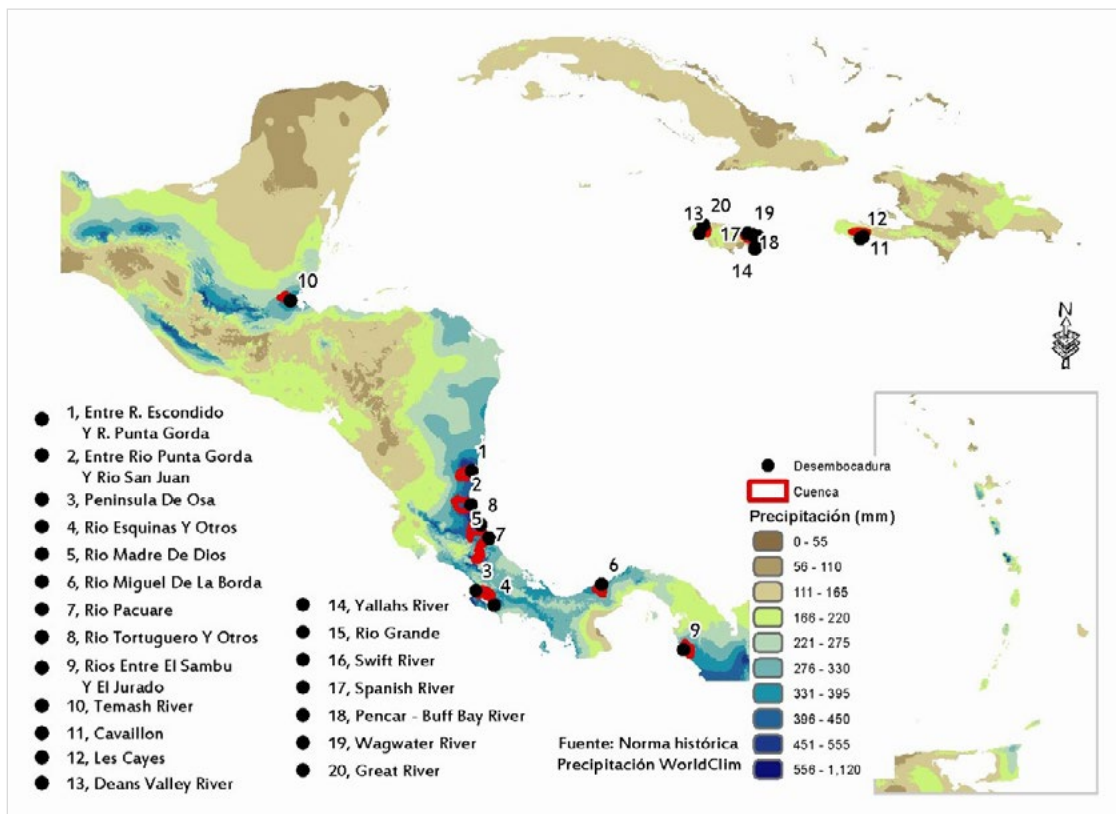 20
13
19
17
18
14
12
11
10
N
1
2
8
5
7
3
4
6
9
1, Entre R. Escondido
Y R. Punta Gorda
2, Entre Rio Punta Gorda
Y Rio San Juan
3, Peninsula De Osa
4, Rio Esquinas Y Otros
5, Rio Madre De Dios
6, Rio Miguel De La Borda
7, Rio Pacuare
8, Rio Tortuguero Y Otros
9, Rios Entre El Sambu
Y El Jurado
10, Temash River
11, Cavaillon
12, Les Cayes
13, Deans Valley River
14, Yallahs River
15, Rio Grande
16, Swift River
17, Spanish River
18, Pencar - Buff Bay River
19, Wagwater River
20, Great River
Fuente: Norma histórica
Precipitación WorldClim
Desembocadura
Cuenca
Precipitación (mm)
0 - 55
56 - 110
111 - 165
166 - 220
221 - 275
276 - 330
331 - 395
396 - 450
451 - 555
556 - 1,120